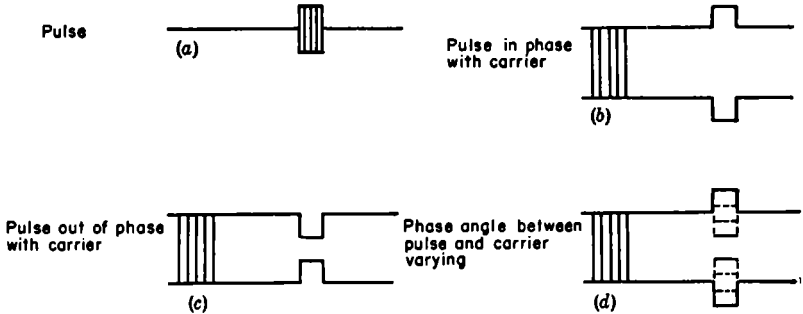 Pulse
(a)
Pulse in phase
with carrier
(b)
Pulse out of phase
with carrier
(c)
Phase angle between
pulse and carrier
varying
(d)